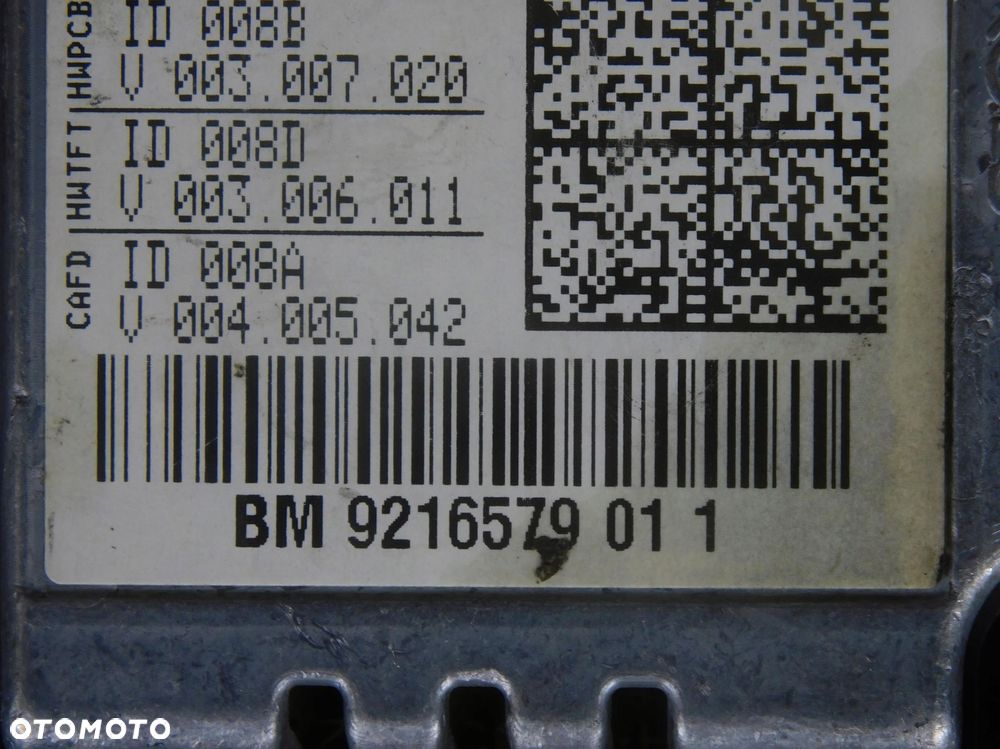 HWPCB
ID 008B
V 003.007.020
HWTFT
ID 008D
V 003.006.011
CAFD
ID 008A
V 004.005.042
BM 9216579 01 1
OTOMOTO